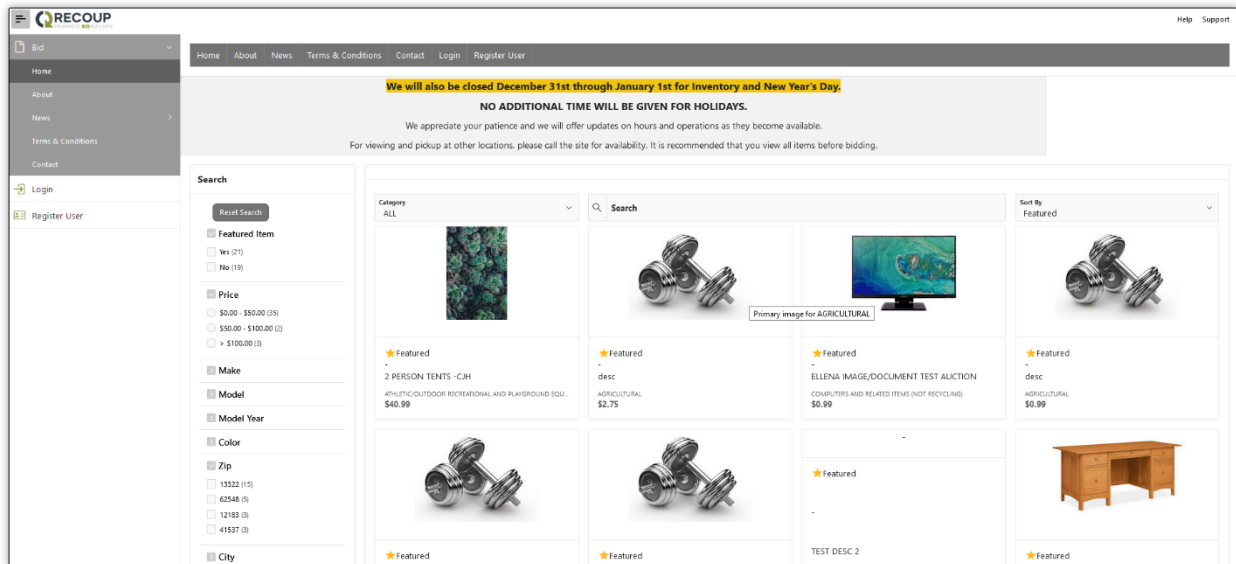 RECOUP
Help Support
Bid
Home
About
News
Terms & Conditions
Contact
Login
Register User
Home About News Terms & Conditions Contact Login Register User
We will also be closed December 31st through January 1st for Inventory and New Year's Day.
NO ADDITIONAL TIME WILL BE GIVEN FOR HOLIDAYS.
We appreciate your patience and we will offer updates on hours and operations as they become available.
For viewing and pickup at other locations, please call the site for availability. It is recommended that you view all items before bidding.
Search
Reset Search
Featured Item
Yes (21)
No (19)
Price
$0.00 - $50.00 (35)
$50.00 - $100.00 (2)
> $100.00 (3)
Make
Model
Model Year
Color
Zip
13322 (15)
62548 (5)
12183 (3)
41537 (3)
City
Category
ALL
Search
Sort By
Featured
Featured
-
2 PERSON TENTS -CJH
ATHLETIC/OUTDOOR RECREATIONAL AND PLAYGROUND EQU...
$40.99
Featured
-
desc
AGRICULTURAL
$2.75
Primary image for AGRICULTURAL
Featured
-
ELLENA IMAGE/DOCUMENT TEST AUCTION
COMPUTERS AND RELATED ITEMS (NOT RECYCLING)
$0.99
Featured
-
desc
AGRICULTURAL
$0.99
Featured
Featured
-
Featured
-
TEST DESC 2
Featured